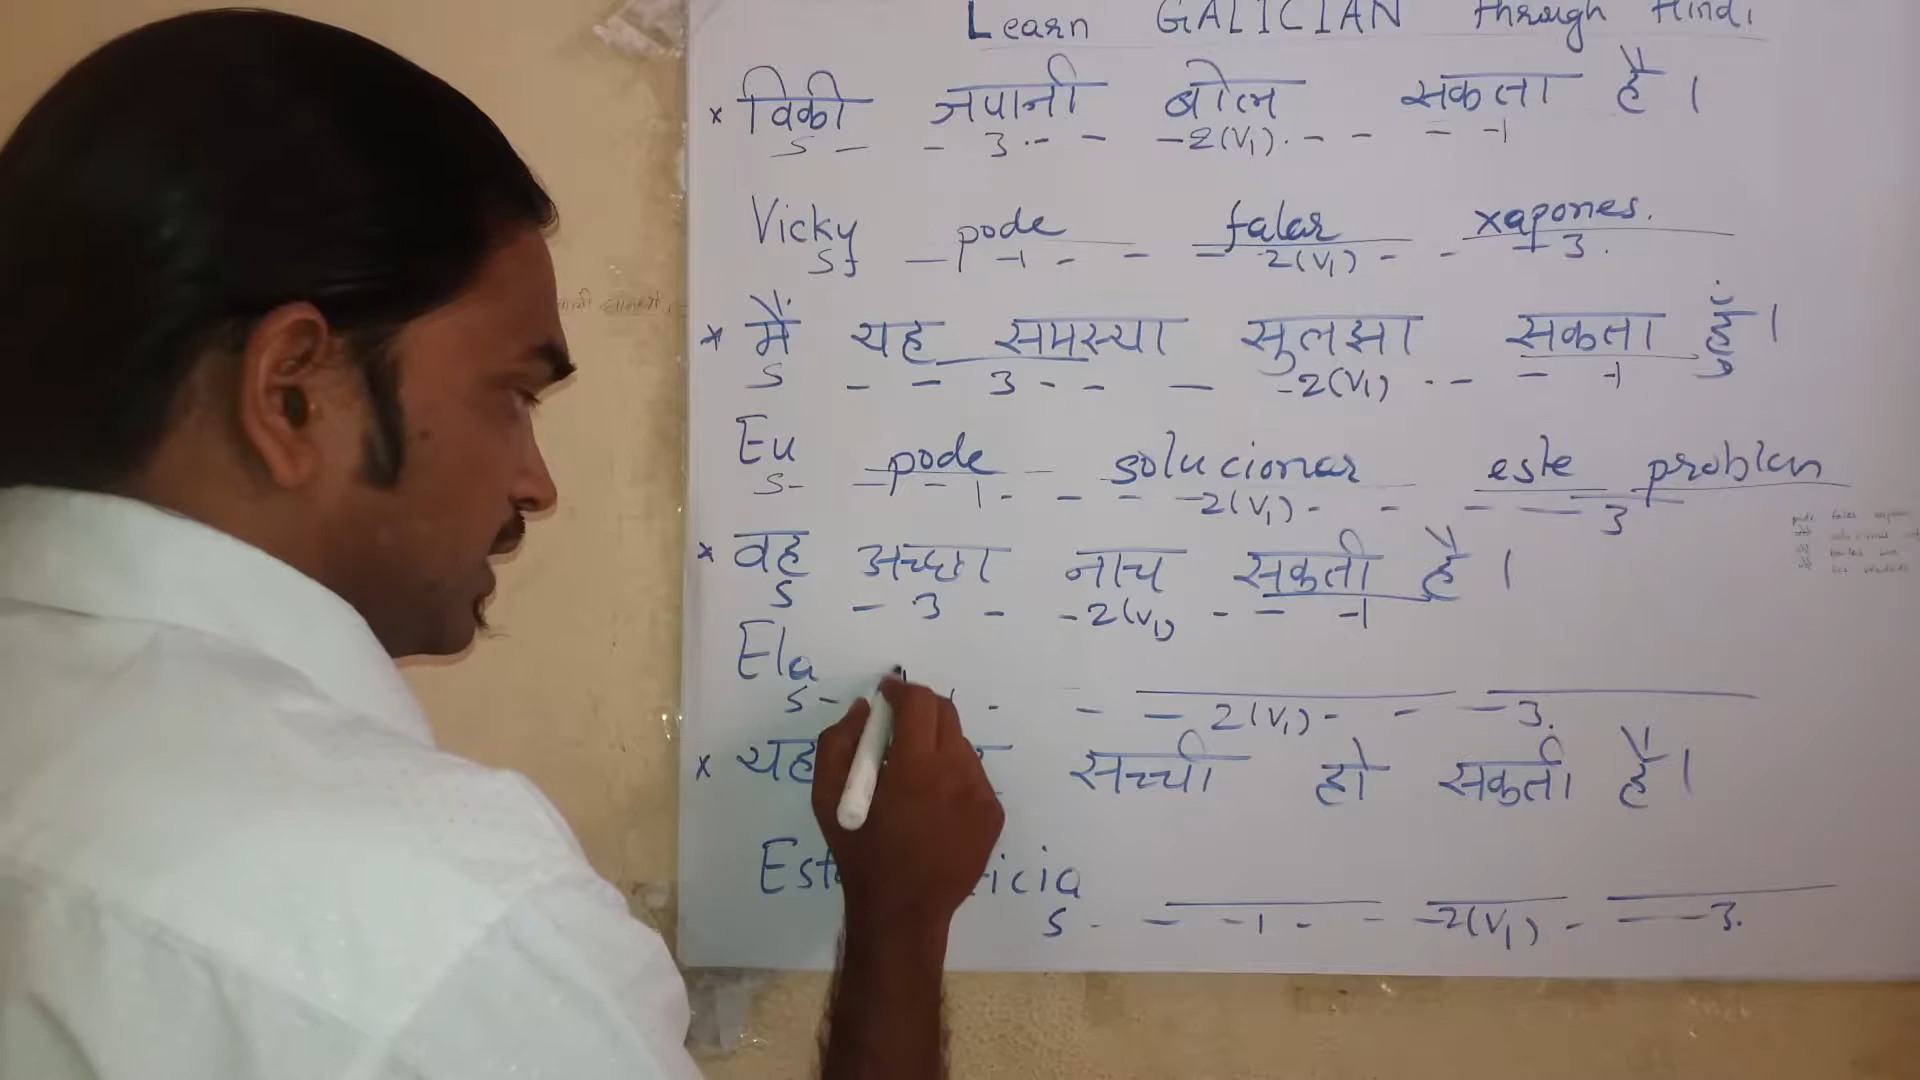 Learn GALICIAN through Hindi
× विकी जपानी बोल सकता है।
S - - 3 - - - 2(V1) - - - -1
Vicky pode falar xapones.
S - -1 - - - 2(V1) - - - 3.
* मैं यह समस्या सुलझा सकता हूँ।
S - - 3 - - - -2(V1) - - - -1
Eu pode solucionar este problem
S - - - 1 - - - -2(V1) - - - - 3
* वह अच्छा नाच सकती है।
S - 3 - -2(V1) - - -1
Ela
S - - - - 2(V1) - - - 3.
× यह सच्ची हो सकती है।
icia
S - - -1 - - -2(V1) - - -3.